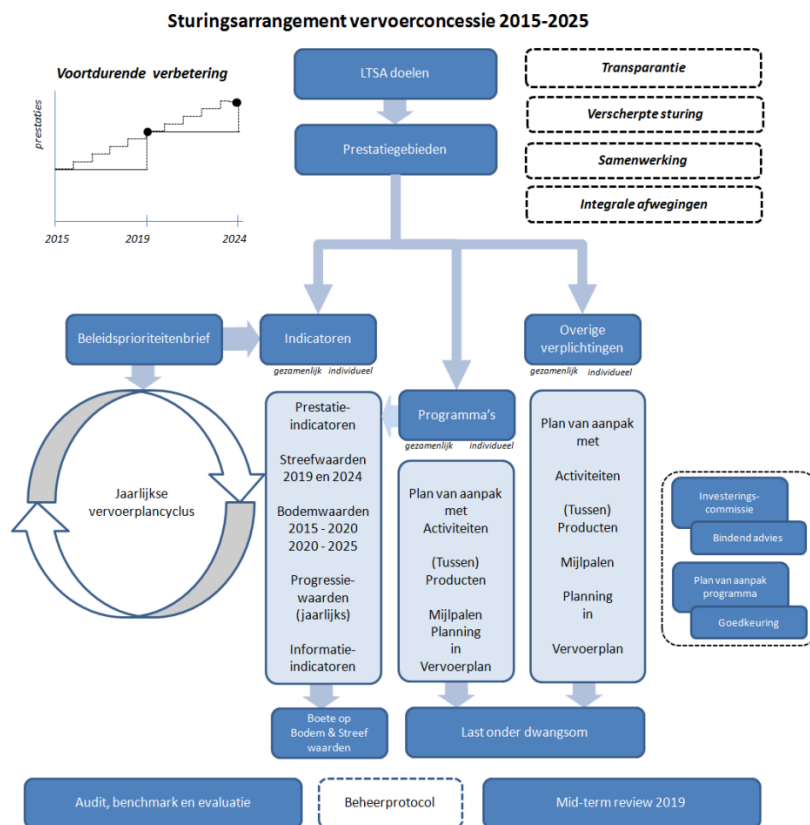 Sturingsarrangement vervoerconcessie 2015-2025
Voortdurende verbetering
prestaties
2015
2019
2024
LTSA doelen
Prestatiegebieden
Transparantie
Verscherpte sturing
Samenwerking
Integrale afwegingen
Beleidsprioriteitenbrief
Indicatoren
gezamenlijk individueel
Overige
verplichtingen
gezamenlijk individueel
Programma's
gezamenlijk individueel
Jaarlijkse
vervoerplancyclus
Prestatie-
indicatoren
Streefwaarden
2019 en 2024
Bodemwaarden
2015 - 2020
2020 - 2025
Progressie-
waarden
(jaarlijks)
Informatie-
indicatoren
Plan van aanpak
met
Activiteiten
(Tussen)
Producten
Mijlpalen
Planning
in
Vervoerplan
Plan van aanpak
met
Activiteiten
(Tussen)
Producten
Mijlpalen
Planning
in
Vervoerplan
Investerings-
commissie
Bindend advies
Plan van aanpak
programma
Goedkeuring
Boete op
Bodem & Streef
waarden
Last onder dwangsom
Audit, benchmark en evaluatie
Beheerprotocol
Mid-term review 2019